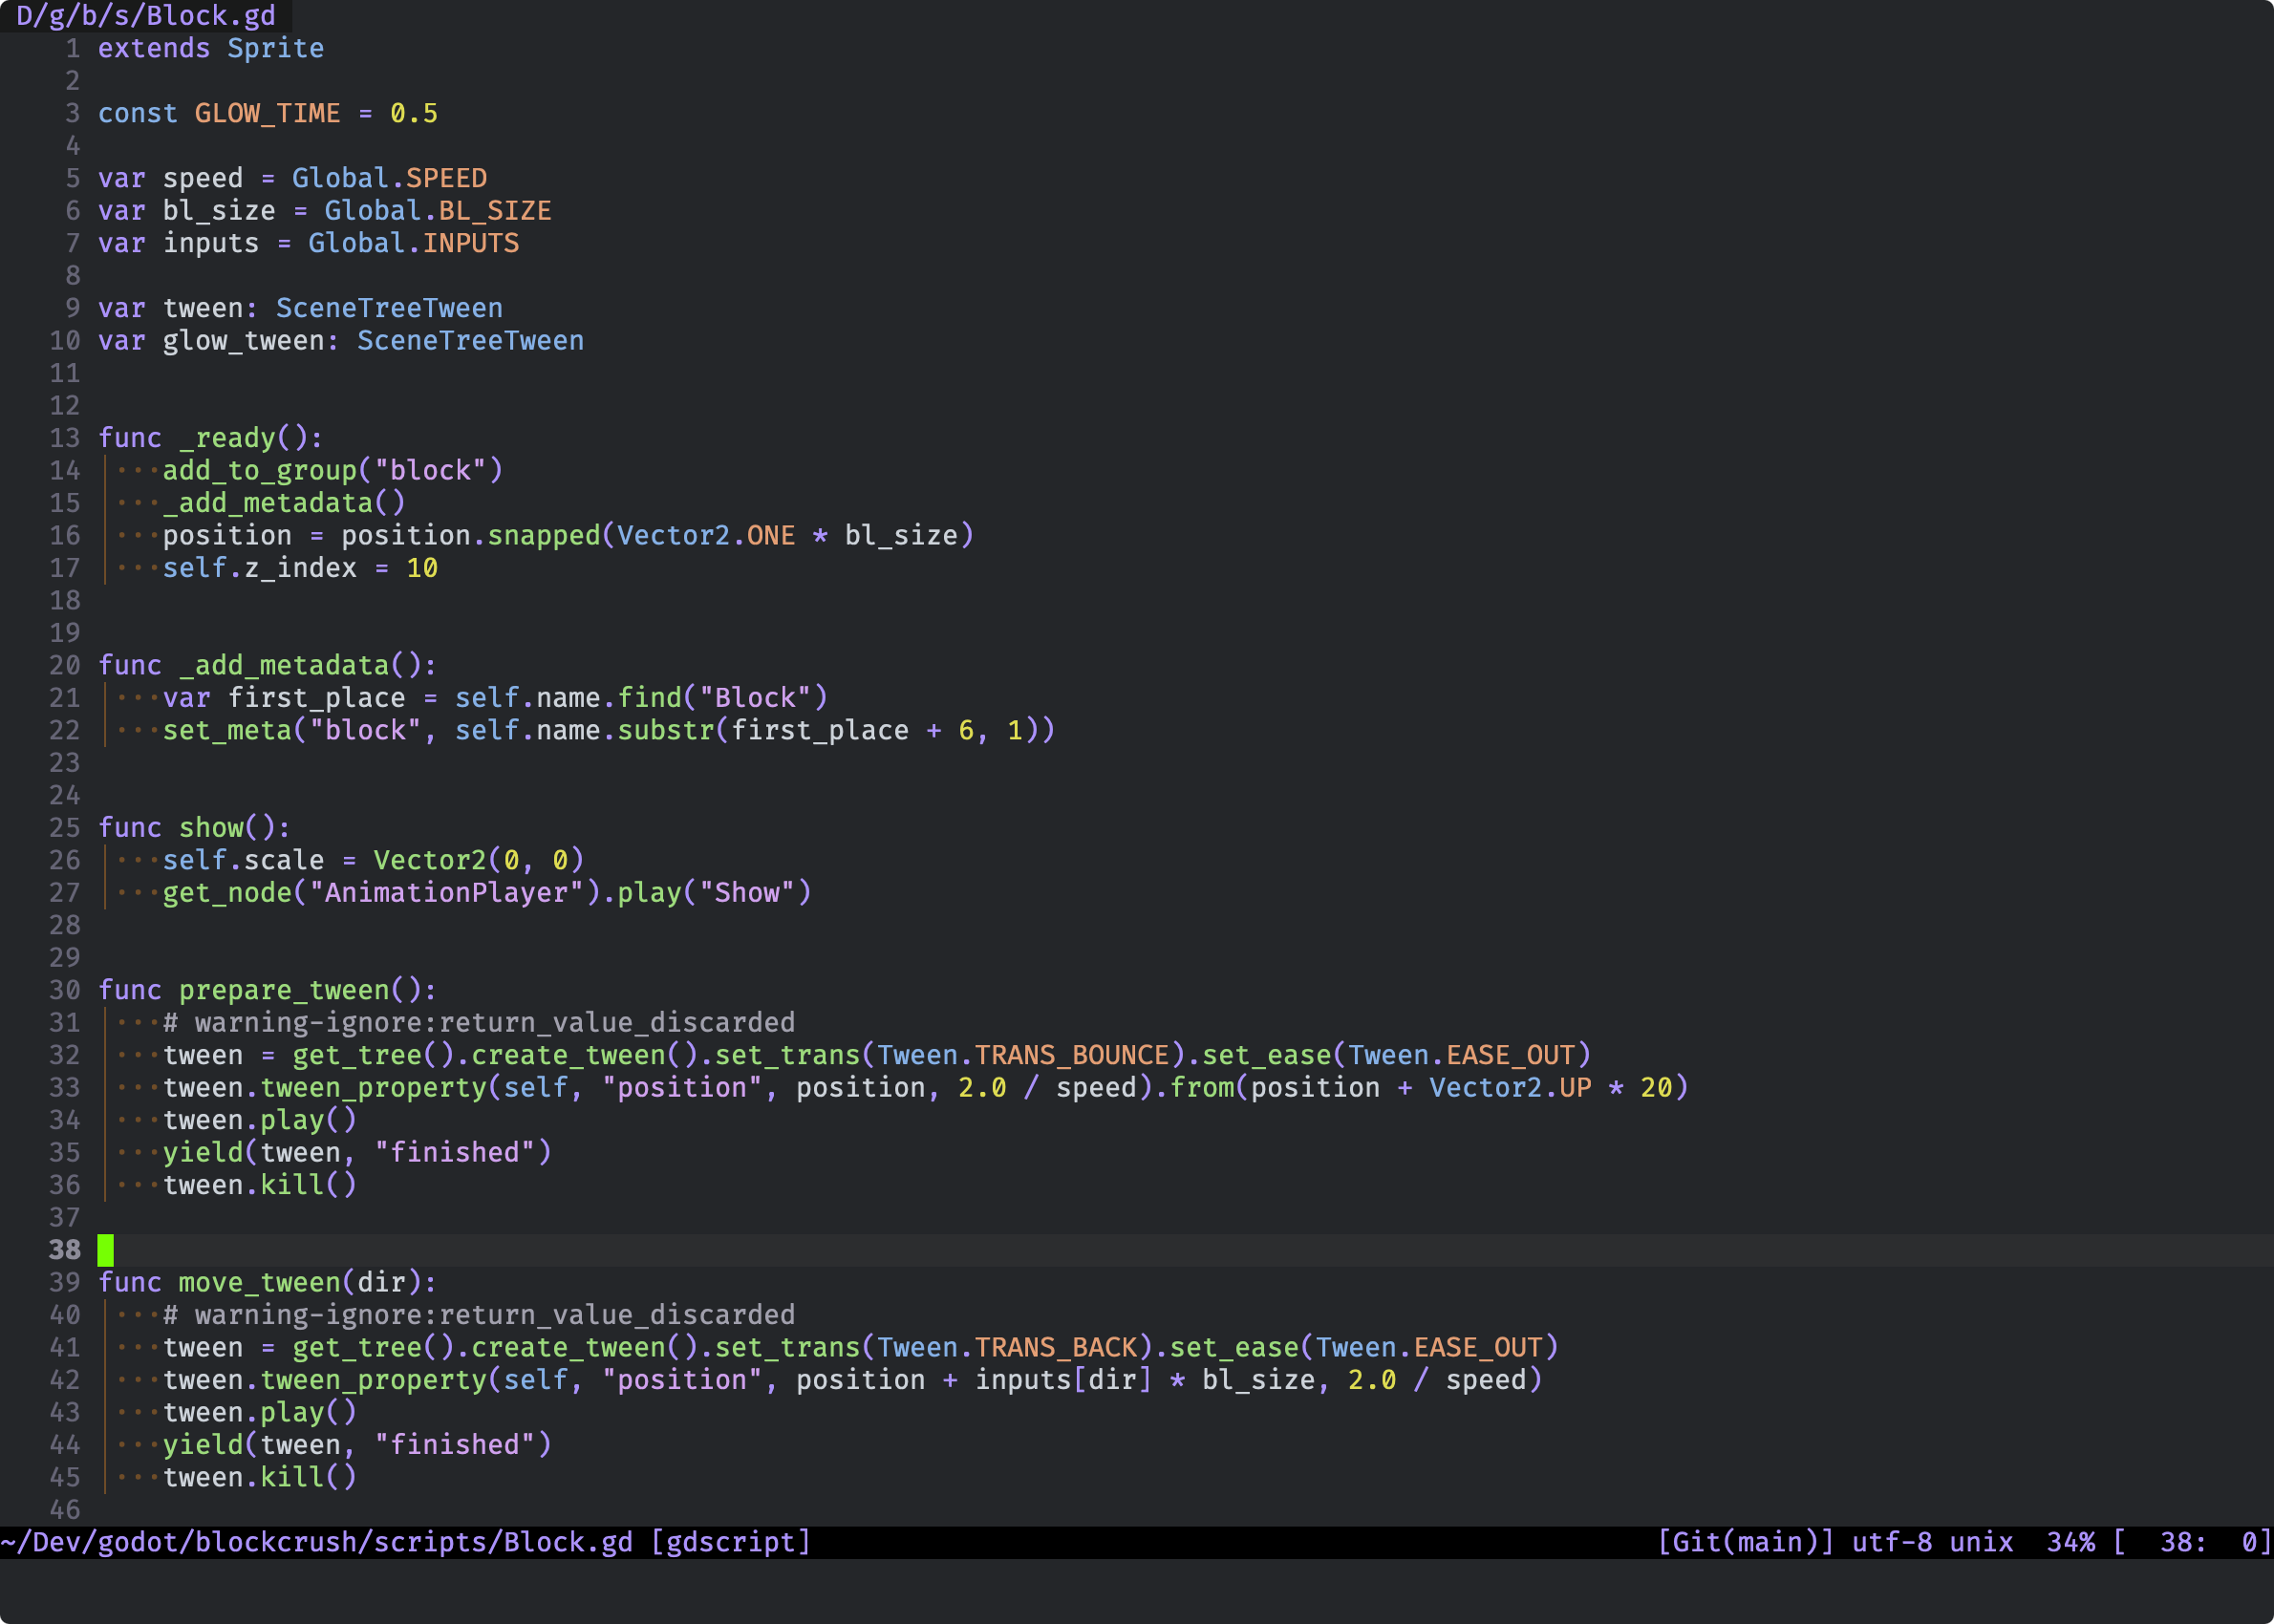 D/g/b/s/Block.gd
1 extends Sprite
2
3 const GLOW_TIME = 0.5
4
5 var speed = Global.SPEED
6 var bl_size = Global.BL_SIZE
7 var inputs = Global.INPUTS
8
9 var tween: SceneTreeTween
10 var glow_tween: SceneTreeTween
11
12
13 func _ready():
14 │···add_to_group("block")
15 │···_add_metadata()
16 │···position = position.snapped(Vector2.ONE * bl_size)
17 │···self.z_index = 10
18
19
20 func _add_metadata():
21 │···var first_place = self.name.find("Block")
22 │···set_meta("block", self.name.substr(first_place + 6, 1))
23
24
25 func show():
26 │···self.scale = Vector2(0, 0)
27 │···get_node("AnimationPlayer").play("Show")
28
29
30 func prepare_tween():
31 │···# warning-ignore:return_value_discarded
32 │···tween = get_tree().create_tween().set_trans(Tween.TRANS_BOUNCE).set_ease(Tween.EASE_OUT)
33 │···tween.tween_property(self, "position", position, 2.0 / speed).from(position + Vector2.UP * 20)
34 │···tween.play()
35 │···yield(tween, "finished")
36 │···tween.kill()
37
38
39 func move_tween(dir):
40 │···# warning-ignore:return_value_discarded
41 │···tween = get_tree().create_tween().set_trans(Tween.TRANS_BACK).set_ease(Tween.EASE_OUT)
42 │···tween.tween_property(self, "position", position + inputs[dir] * bl_size, 2.0 / speed)
43 │···tween.play()
44 │···yield(tween, "finished")
45 │···tween.kill()
46
~/Dev/godot/blockcrush/scripts/Block.gd [gdscript] [Git(main)] utf-8 unix 34% [ 38: 0]